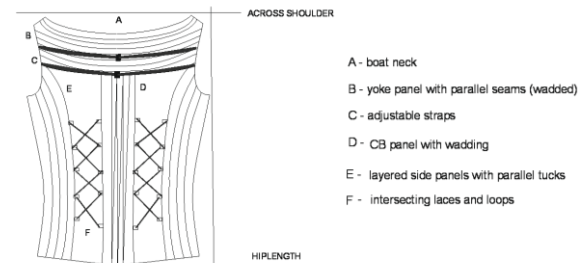 ACROSS SHOULDER
A
B
C
E
D
F
HIPLENGTH
A - boat neck
B - yoke panel with parallel seams (wadded)
C - adjustable straps
D - CB panel with wadding
E - layered side panels with parallel tucks
F - intersecting laces and loops